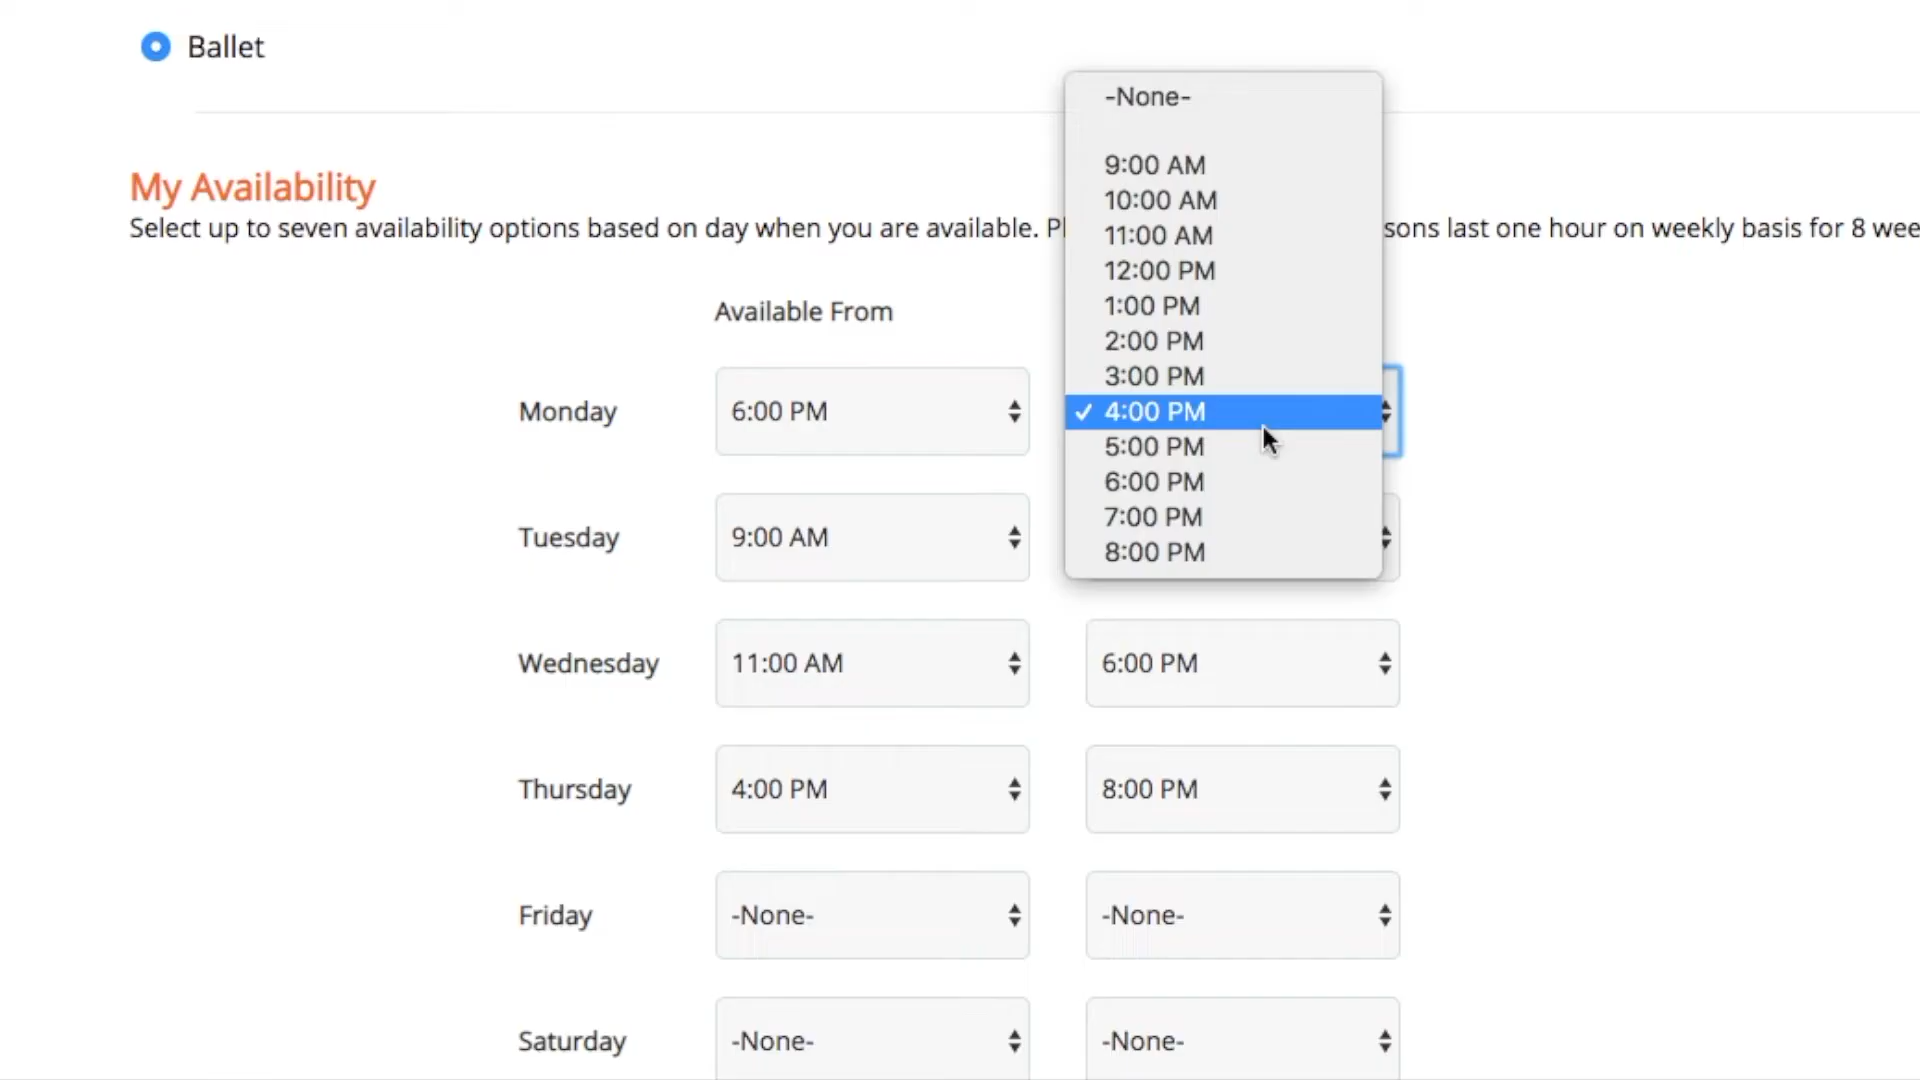 Ballet
My Availability
Select up to seven availability options based on day when you are available.
sons last one hour on weekly basis for 8
Available From
-None-
9:00 AM
10:00 AM
11:00 AM
12:00 PM
1:00 PM
2:00 PM
3:00 PM
✓ 4:00 PM
5:00 PM
6:00 PM
7:00 PM
8:00 PM
Monday 6:00 PM
Tuesday 9:00 AM
Wednesday 11:00 AM 6:00 PM
Thursday 4:00 PM 8:00 PM
Friday -None- -None-
Saturday -None- -None-